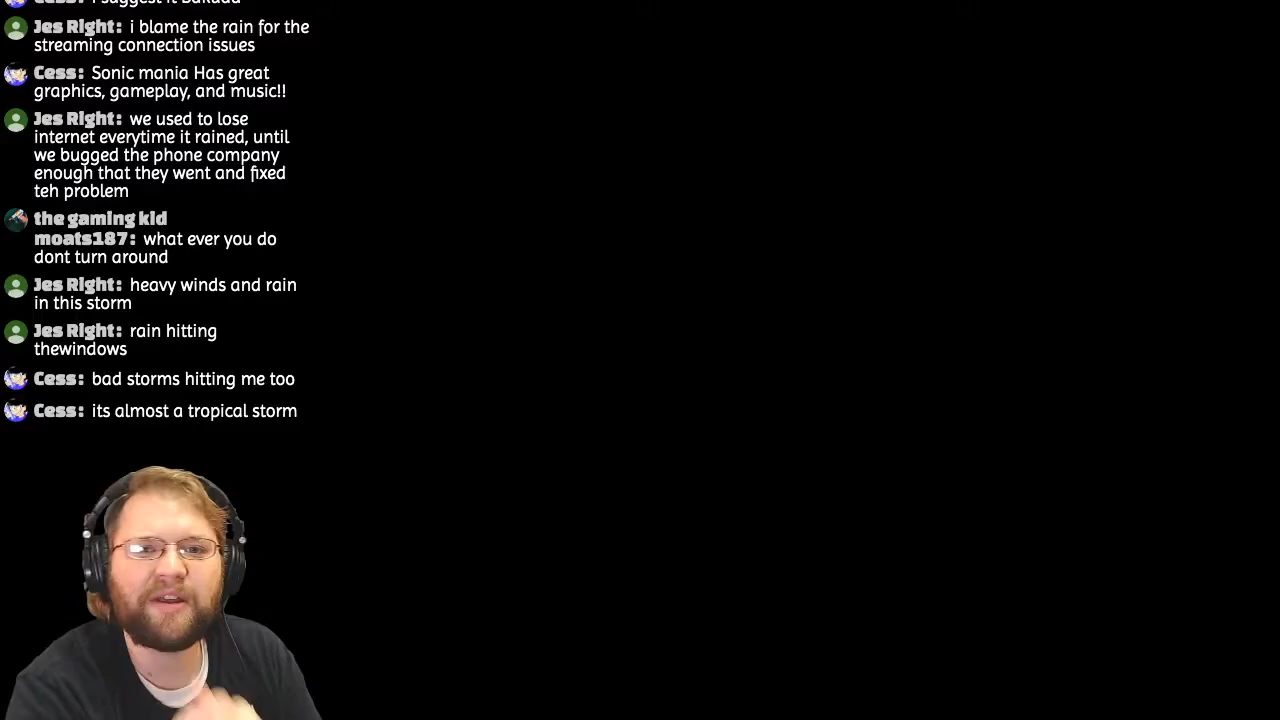 Jes Right: i blame the rain for the
streaming connection issues
Cess: Sonic mania Has great
graphics, gameplay, and music!!
Jes Right: we used to lose
internet everytime it rained, until
we bugged the phone company
enough that they went and fixed
teh problem
the gaming kid
moats187: what ever you do
dont turn around
Jes Right: heavy winds and rain
in this storm
Jes Right: rain hitting
thewindows
Cess: bad storms hitting me too
Cess: its almost a tropical storm